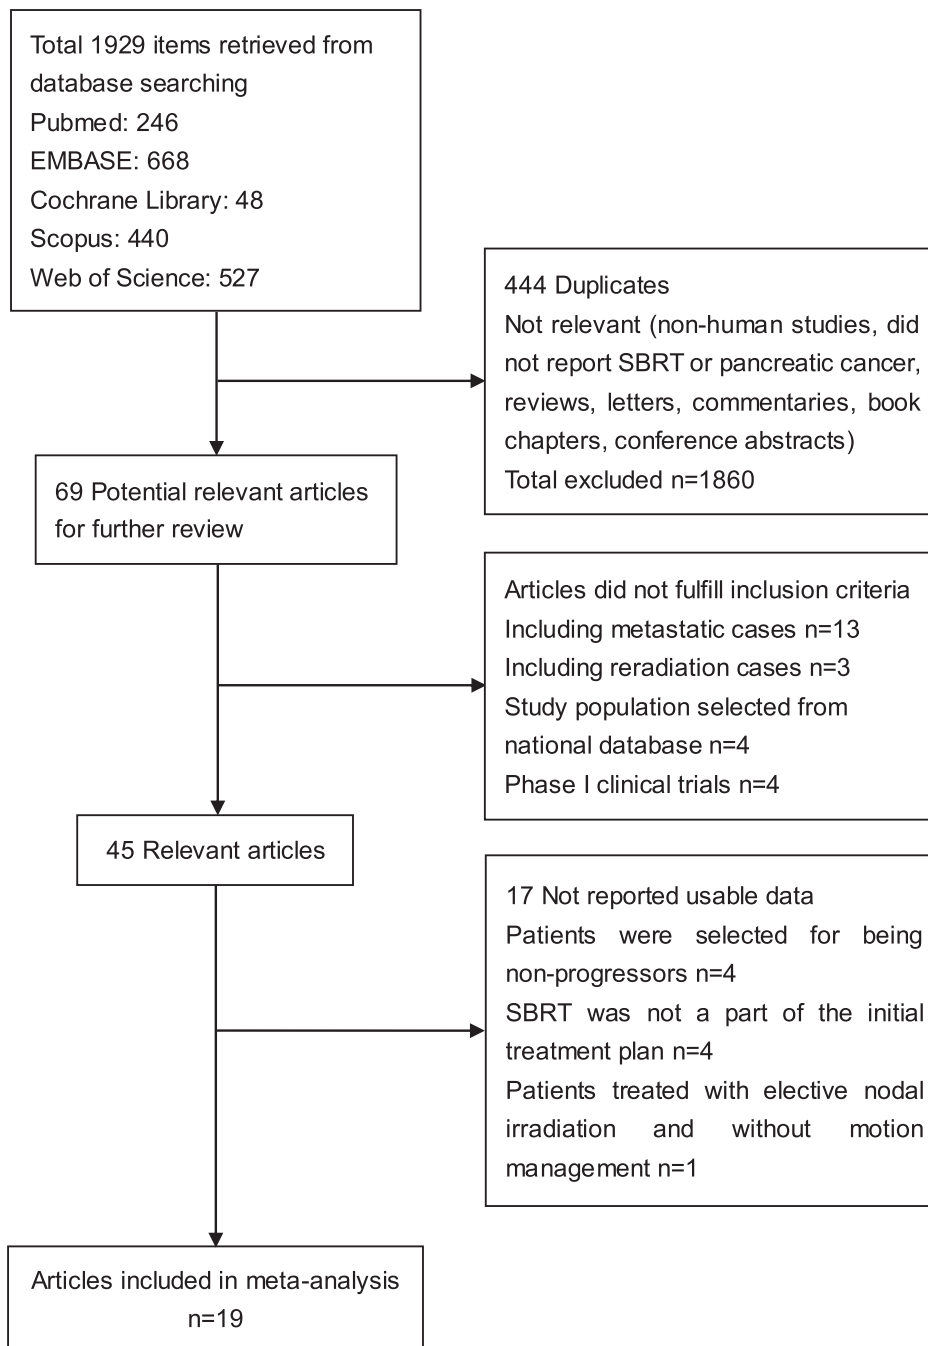 Total 1929 items retrieved from
database searching
Pubmed: 246
EMBASE: 668
Cochrane Library: 48
Scopus: 440
Web of Science: 527
444 Duplicates
Not relevant (non-human studies, did
not report SBRT or pancreatic cancer,
reviews, letters, commentaries, book
chapters, conference abstracts)
Total excluded n=1860
69 Potential relevant articles
for further review
Articles did not fulfill inclusion criteria
Including metastatic cases n=13
Including reradiation cases n=3
Study population selected from
national database n=4
Phase I clinical trials n=4
45 Relevant articles
17 Not reported usable data
Patients were selected for being
non-progressors n=4
SBRT was not a part of the initial
treatment plan n=4
Patients treated with elective nodal
irradiation and without motion
management n=1
Articles included in meta-analysis
n=19